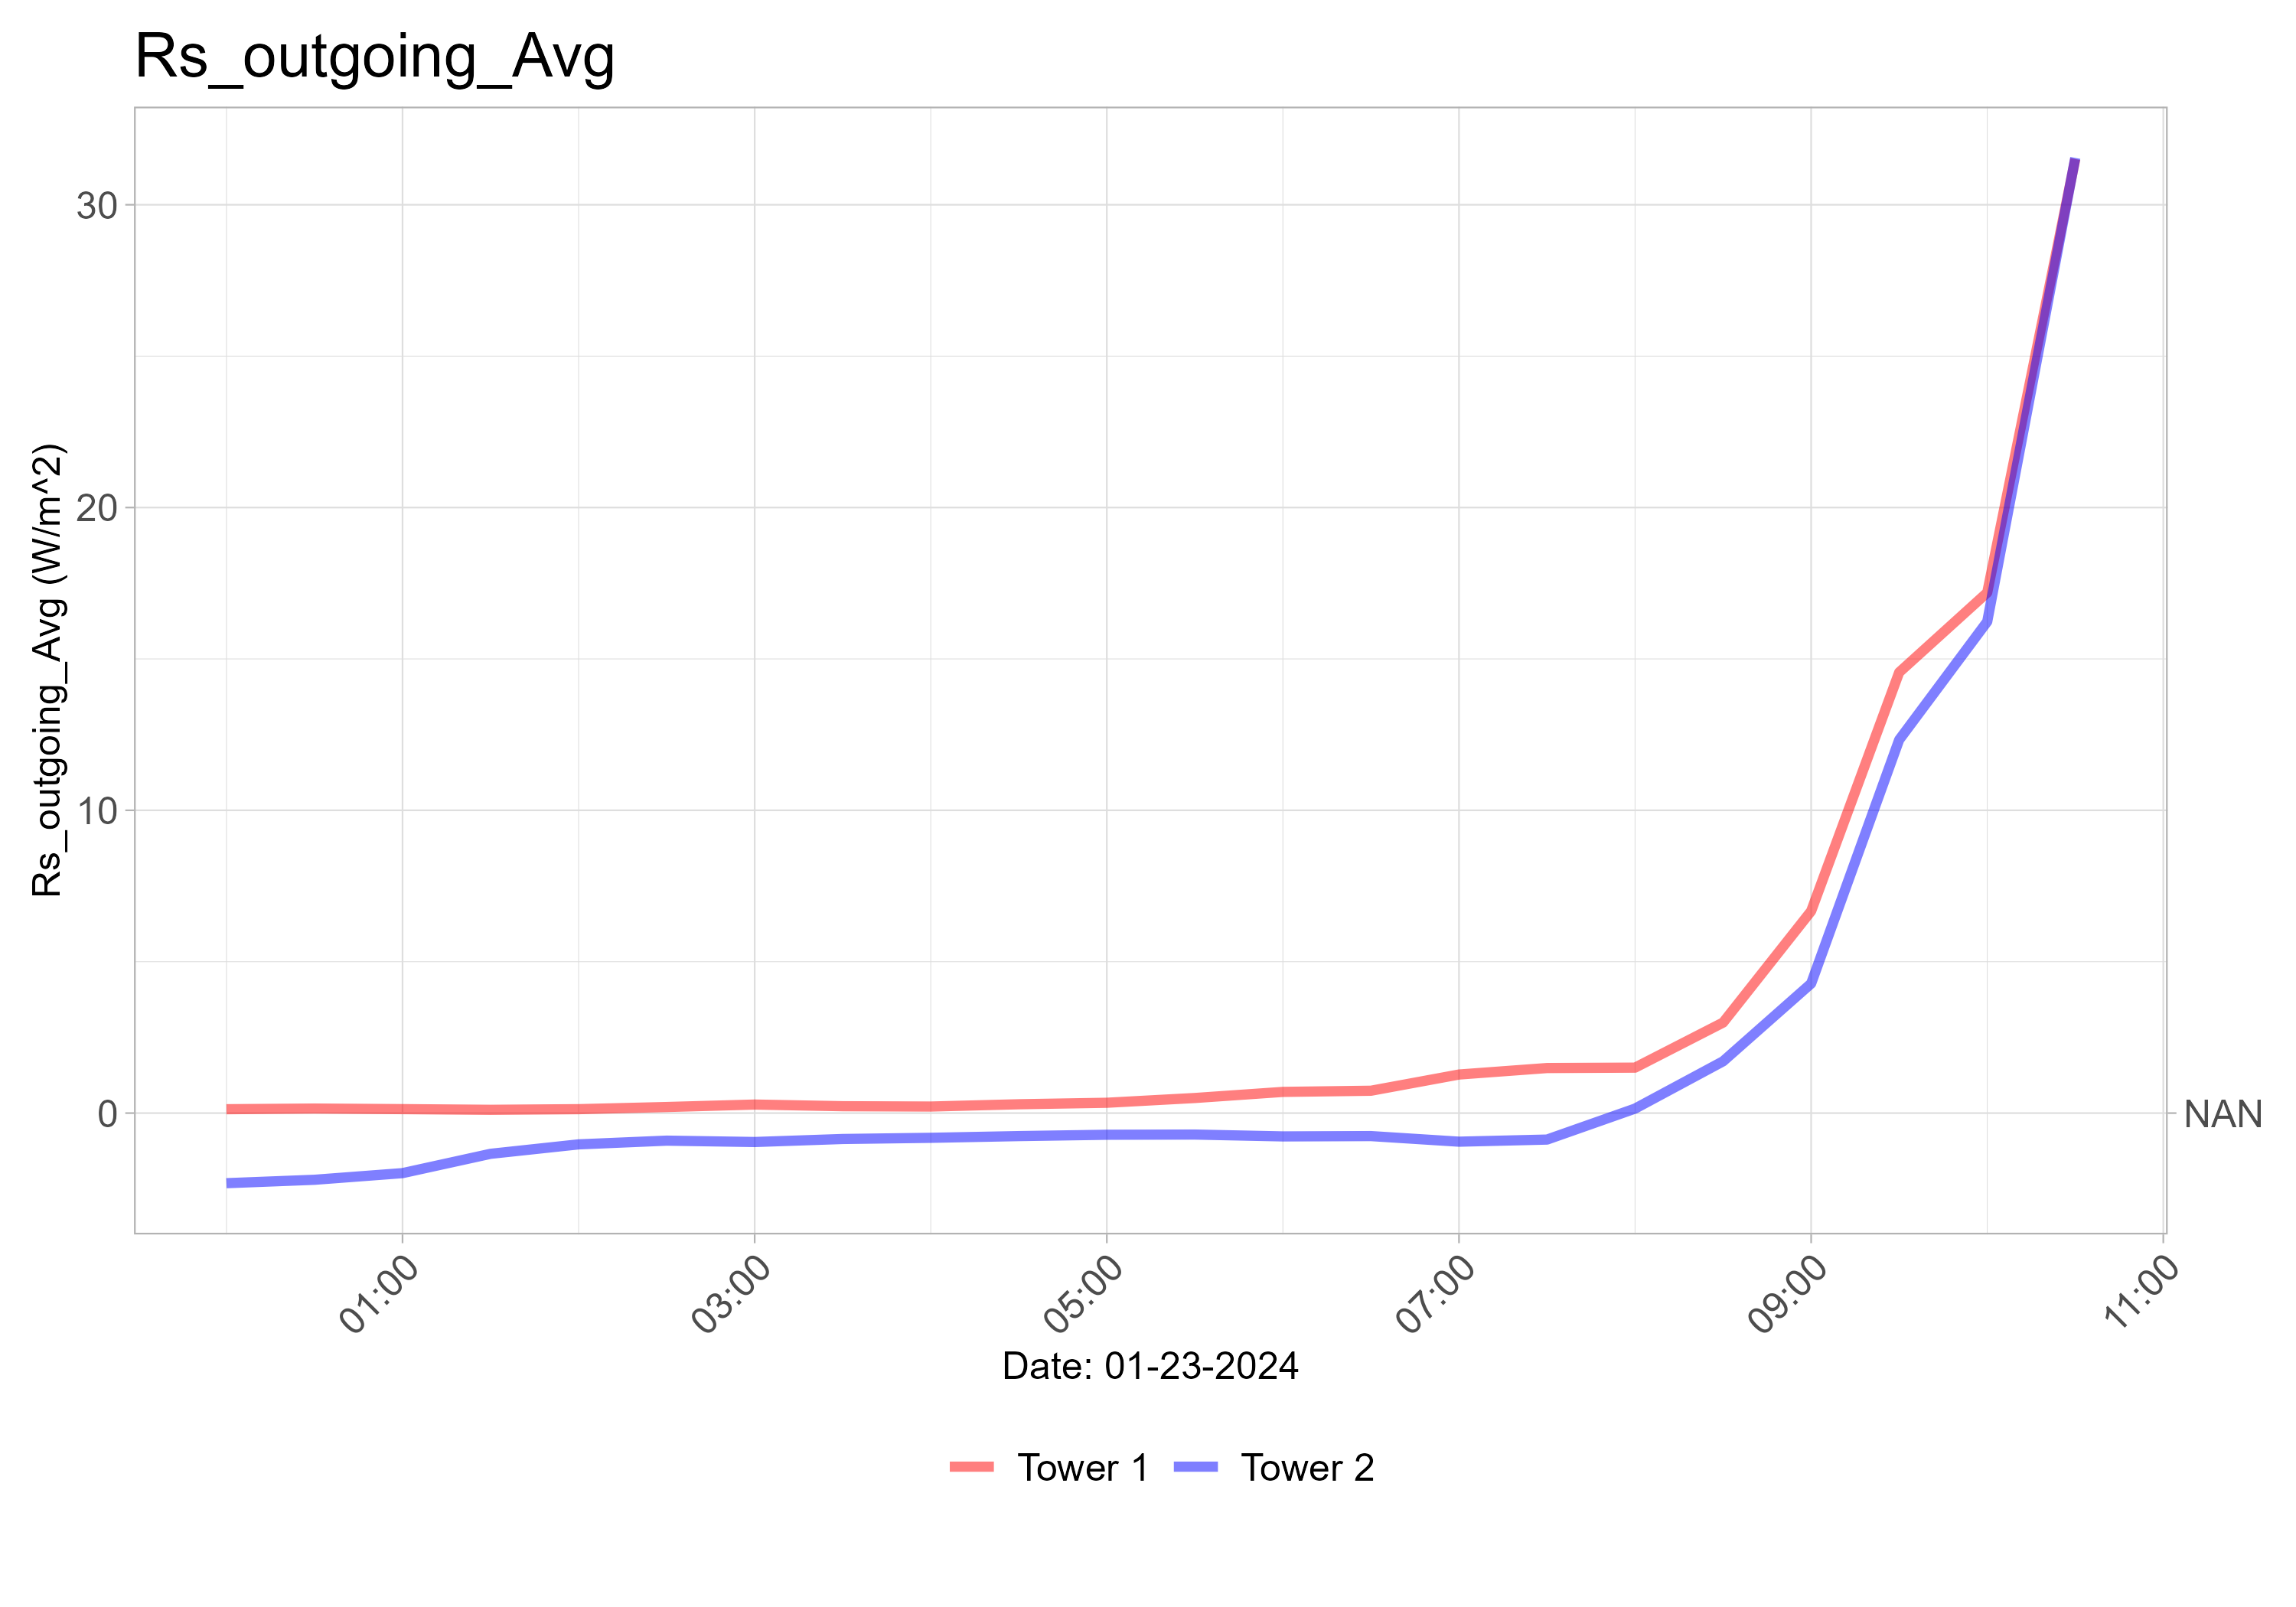 Rs_outgoing_Avg
Rs_outgoing_Avg (W/m^2)
30
20
10
0
NAN
01:00 03:00 05:00 07:00 09:00 11:00
Date: 01-23-2024
Tower 1 Tower 2